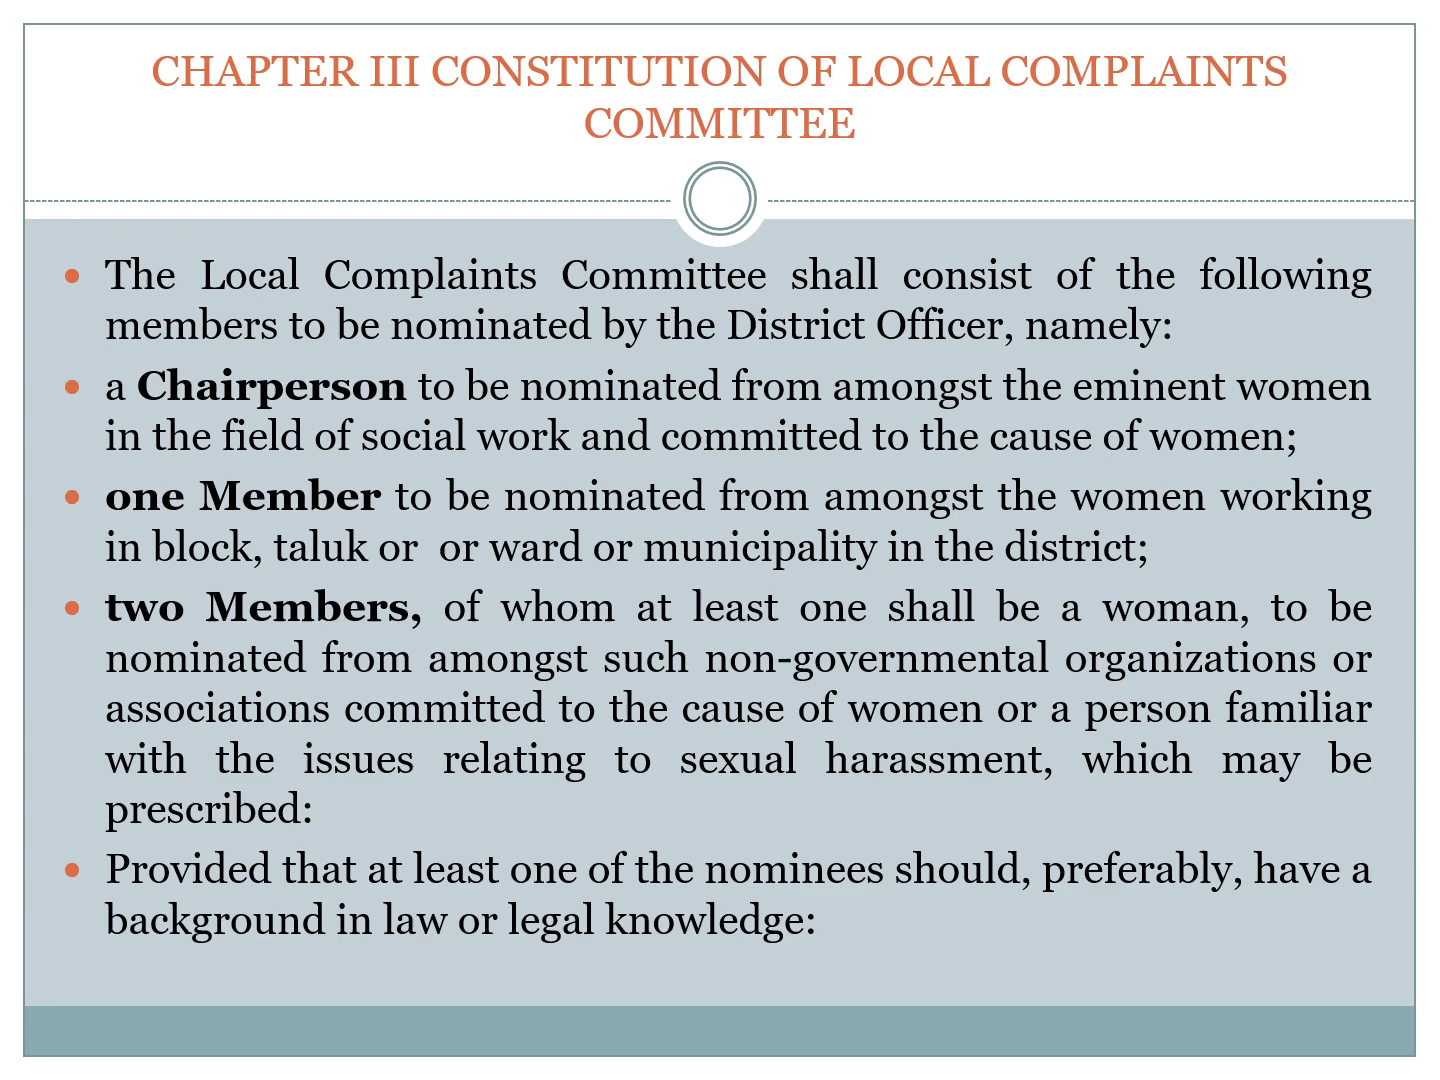 CHAPTER III CONSTITUTION OF LOCAL COMPLAINTS
COMMITTEE
• The Local Complaints Committee shall consist of the following
members to be nominated by the District Officer, namely:
• a Chairperson to be nominated from amongst the eminent women
in the field of social work and committed to the cause of women;
• one Member to be nominated from amongst the women working
in block, taluk or  or ward or municipality in the district;
• two Members, of whom at least one shall be a woman, to be
nominated from amongst such non-governmental organizations or
associations committed to the cause of women or a person familiar
with the issues relating to sexual harassment, which may be
prescribed:
• Provided that at least one of the nominees should, preferably, have a
background in law or legal knowledge: